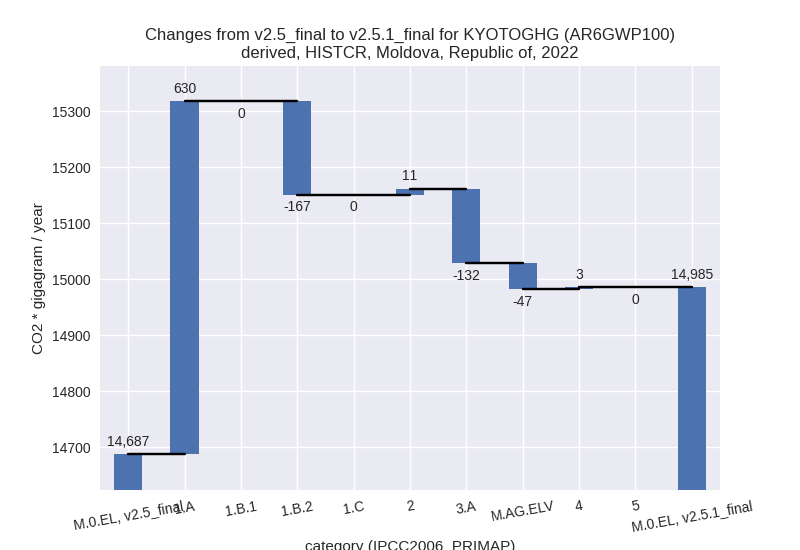 Changes from v2.5_final to v2.5.1_final for KYOTOGHG (AR6GWP100)
derived, HISTCR, Moldova, Republic of, 2022
CO2 * gigagram / year
15300
15200
15100
15000
14900
14800
14700
14,687
630
0
-167
0
11
-132
-47
3
0
14,985
M.0.EL, v2.5_final
1.A
1.B.1
1.B.2
1.C
2
3.A
M.AG.ELV
4
5
M.0.EL, v2.5.1_final
category (IPCC2006_PRIMAP)